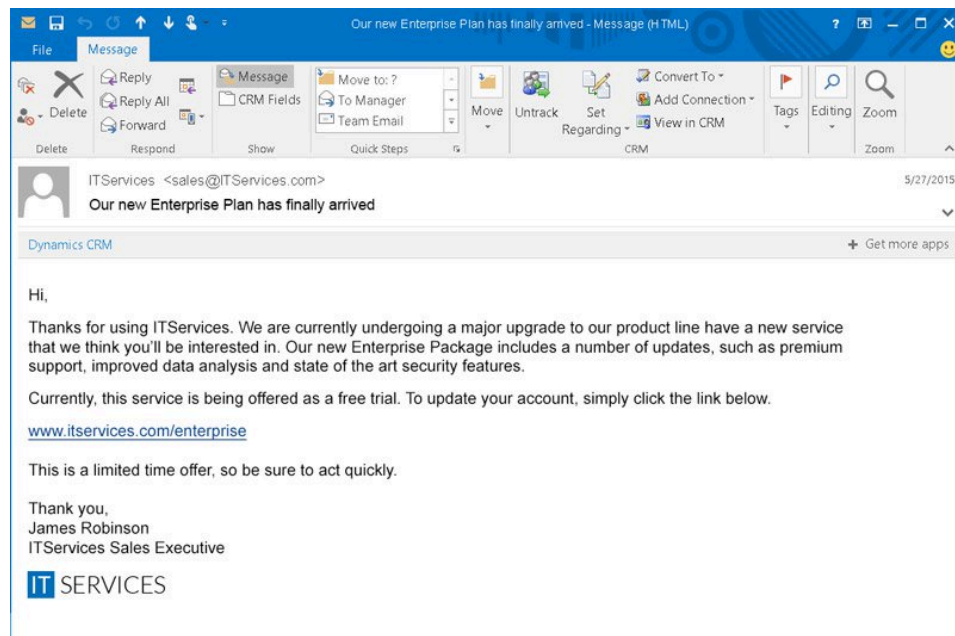 Our new Enterprise Plan has finally arrived - Message (HTML)
?
File
Message
Delete
Reply
Reply All
Forward
Message
CRM Fields
Move to: ?
To Manager
Team Email
Move
Untrack
Set
Regarding
Convert To
Add Connection
View in CRM
Tags
Editing
Zoom
Delete
Respond
Show
Quick Steps
CRM
Zoom
ITServices <sales@ITServices.com>
5/27/2015
Our new Enterprise Plan has finally arrived
Dynamics CRM
+ Get more apps
Hi,
Thanks for using ITServices. We are currently undergoing a major upgrade to our product line have a new service
that we think you'll be interested in. Our new Enterprise Package includes a number of updates, such as premium
support, improved data analysis and state of the art security features.
Currently, this service is being offered as a free trial. To update your account, simply click the link below.
www.itservices.com/enterprise
This is a limited time offer, so be sure to act quickly.
Thank you,
James Robinson
ITServices Sales Executive
IT SERVICES